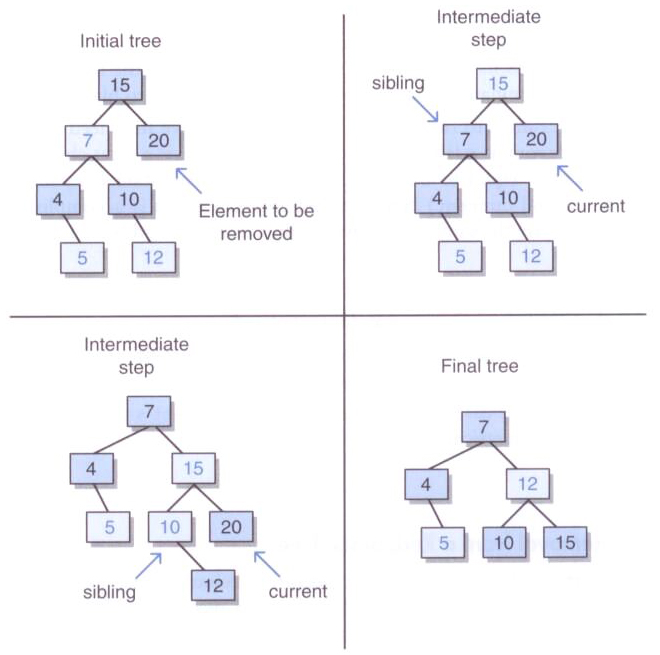 Initial tree
15
7
20
4
10
Element to be
removed
5
12
Intermediate
step
sibling
15
7
20
4
10
current
5
12
Intermediate
step
7
4
15
5
10
20
sibling
12
current
Final tree
7
4
12
5
10
15